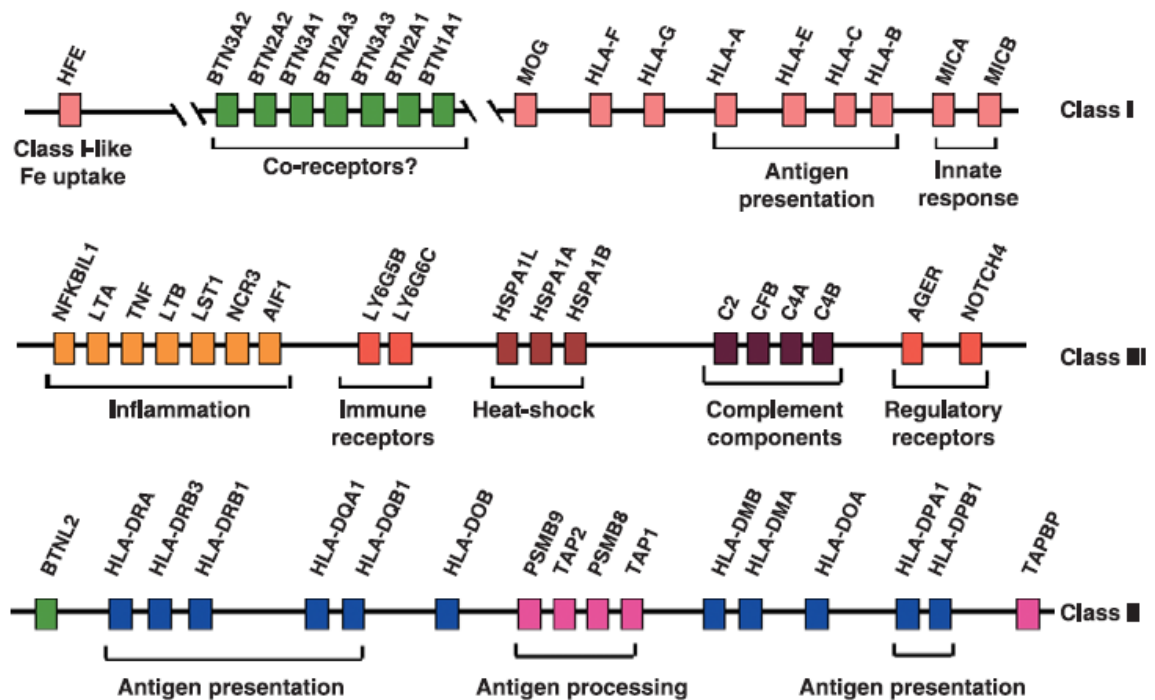 HFE
BTN3A2
BTN2A2
BTN3A1
BTN2A3
BTN3A3
BTN2A1
BTN1A1
MOG
HLA-F
HLA-G
HLA-A
HLA-E
HLA-C
HLA-B
MICA
MICB
Class I
Class I-like
Fe uptake
Co-receptors?
Antigen
presentation
Innate
response
NFKBIL1
LTA
TNF
LTB
LST1
NCR3
AIF1
LY6G5B
LY6G6C
HSPA1L
HSPA1A
HSPA1B
C2
CFB
C4A
C4B
AGER
NOTCH4
Class III
Inflammation
Immune
receptors
Heat-shock
Complement
components
Regulatory
receptors
BTNL2
HLA-DRA
HLA-DRB3
HLA-DRB1
HLA-DQA1
HLA-DQB1
HLA-DOB
PSMB9
TAP2
PSMB8
TAP1
HLA-DMB
HLA-DMA
HLA-DOA
HLA-DPA1
HLA-DPB1
TAPBP
Class II
Antigen presentation
Antigen processing
Antigen presentation